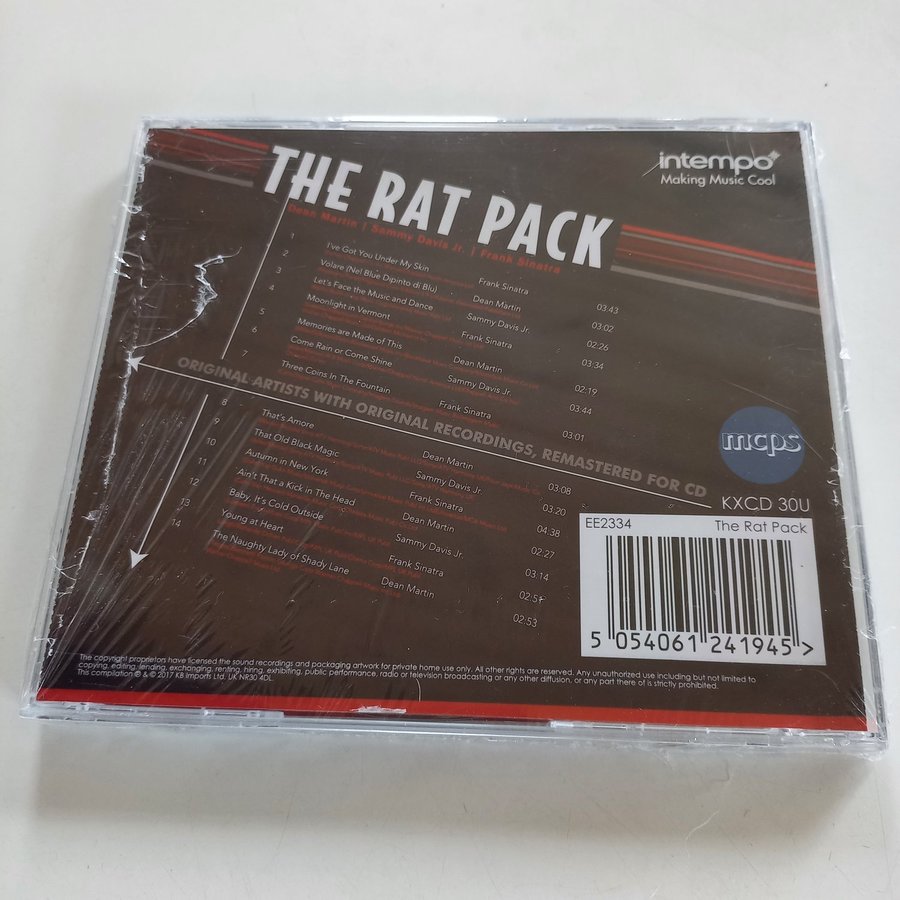 intempo
Making Music Cool
THE RAT PACK
Dean Martin | Sammy Davis Jr. | Frank Sinatra
1 I've Got You Under My Skin Frank Sinatra 03:43
2 Volare (Nel Blue Dipinto di Blu) Dean Martin 03:02
3 Let's Face the Music and Dance Sammy Davis Jr. 02:26
4 Moonlight in Vermont Frank Sinatra 03:34
5 Memories are Made of This Dean Martin 02:19
6 Come Rain or Come Shine Sammy Davis Jr. 03:44
7 Three Coins In The Fountain Frank Sinatra 03:01
ORIGINAL ARTISTS WITH ORIGINAL RECORDINGS, REMASTERED FOR CD
8 That's Amore Dean Martin 03:08
9 That Old Black Magic Sammy Davis Jr 03:20
10 Autumn in New York Frank Sinatra 04:38
11 Ain't That a Kick in The Head Dean Martin 02:27
12 Baby, It's Cold Outside Sammy Davis Jr. 03:14
13 Young at Heart Frank Sinatra 02:51
14 The Naughty Lady of Shady Lane Dean Martin 02:53
mcps
KXCD 30U
EE2334 The Rat Pack
5 054061 241945 >
The copyright proprietors have licensed the sound recordings and packaging artwork for private home use only. All other rights are reserved. Any unauthorized use including but not limited to
copying, editing, lending, exchanging, renting, hiring, exhibiting, public performance, radio or television broadcasting or any other diffusion, or any part there of is strictly prohibited.
This compilation ℗ & © 2017 KB Imports Ltd. UK NR30 4DL.